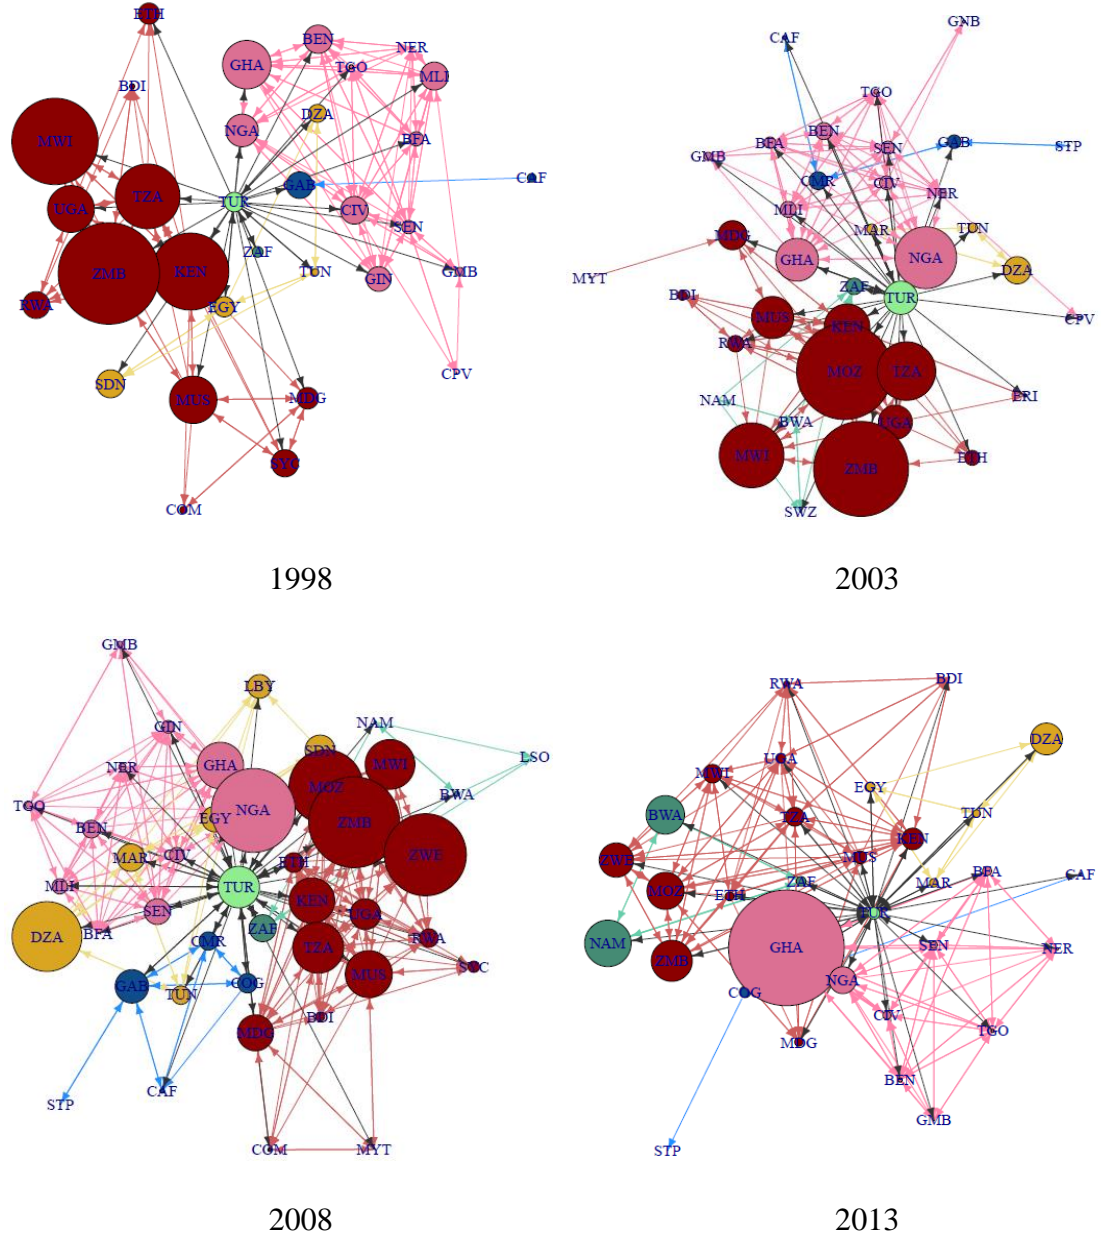 ETH
BEN
NER
GHA
TGO
MLI
BDI
DZA
NGA
BFA
MWI
GAB
CAF
TZA
TUR
CIV
UGA
SEN
ZAF
ZMB
KEN
TUN
GMB
GIN
RWA
EGY
CPV
SDN
MUS
MDG
SYC
COM
1998
GNB
CAF
TGO
BEN
BFA
SEN
GAB
STP
GMB
CMR
CIV
NER
MLI
MAR
TUN
MDG
GHA
NGA
DZA
MYT
ZAF
BDI
TUR
MUS
KEN
CPV
RWA
MOZ
TZA
NAM
ERI
BWA
UGA
MWI
ZMB
ETH
SWZ
2003
GMB
LBY
GIN
NAM
SDN
NER
GHA
MWI
LSO
MOZ
TGO
NGA
BWA
EGY
BEN
ZMB
MAR
CIV
ETH
ZWE
MLI
TUR
SEN
KEN
UGA
DZA
BFA
ZAF
CMR
TZA
RWA
SYC
GAB
TUN
COG
MUS
MDG
BDI
CAF
STP
COM
MYT
2008
RWA
BDI
DZA
UGA
MWI
EGY
BWA
TZA
TUN
KEN
ZWE
MUS
BFA
CAF
MOZ
ETH
ZAF
MAR
TUR
NAM
GHA
SEN
NER
ZMB
NGA
COG
CIV
TGO
MDG
BEN
GMB
STP
2013